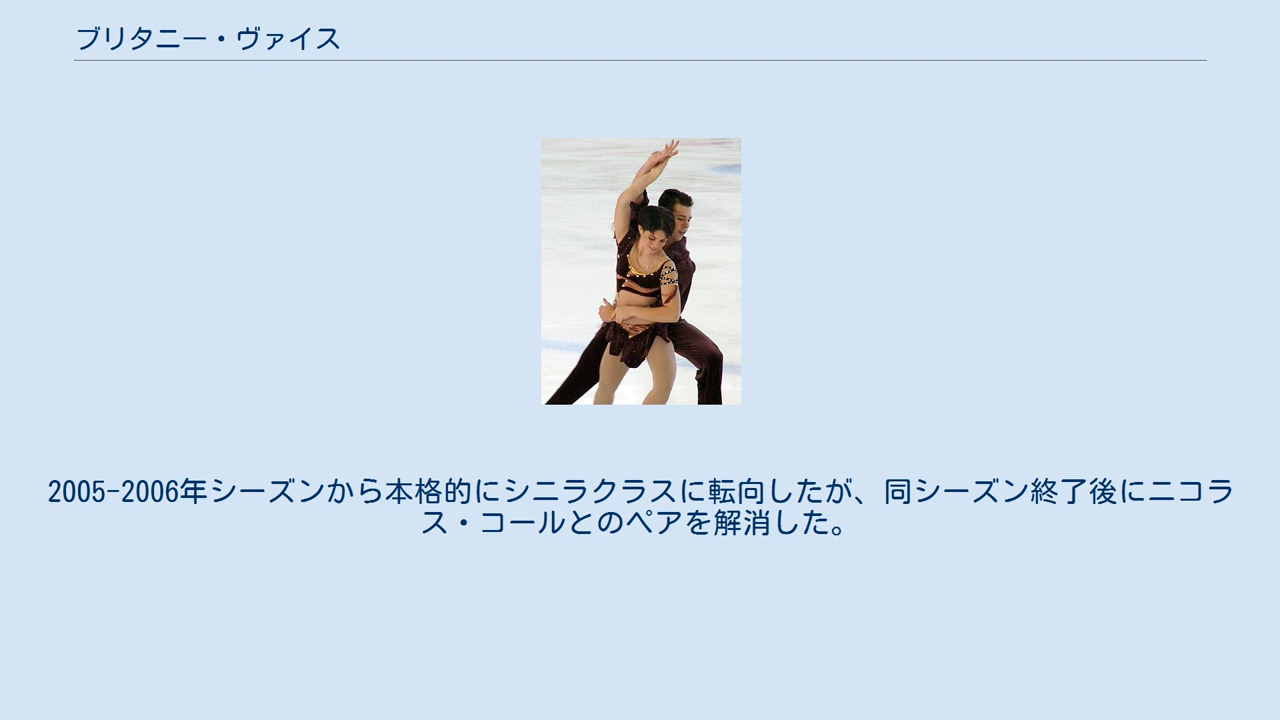 ブリタニー・ヴァイス
2005-2006年シーズンから本格的にシニラクラスに転向したが、同シーズン終了後にニコラ
ス・コールとのペアを解消した。